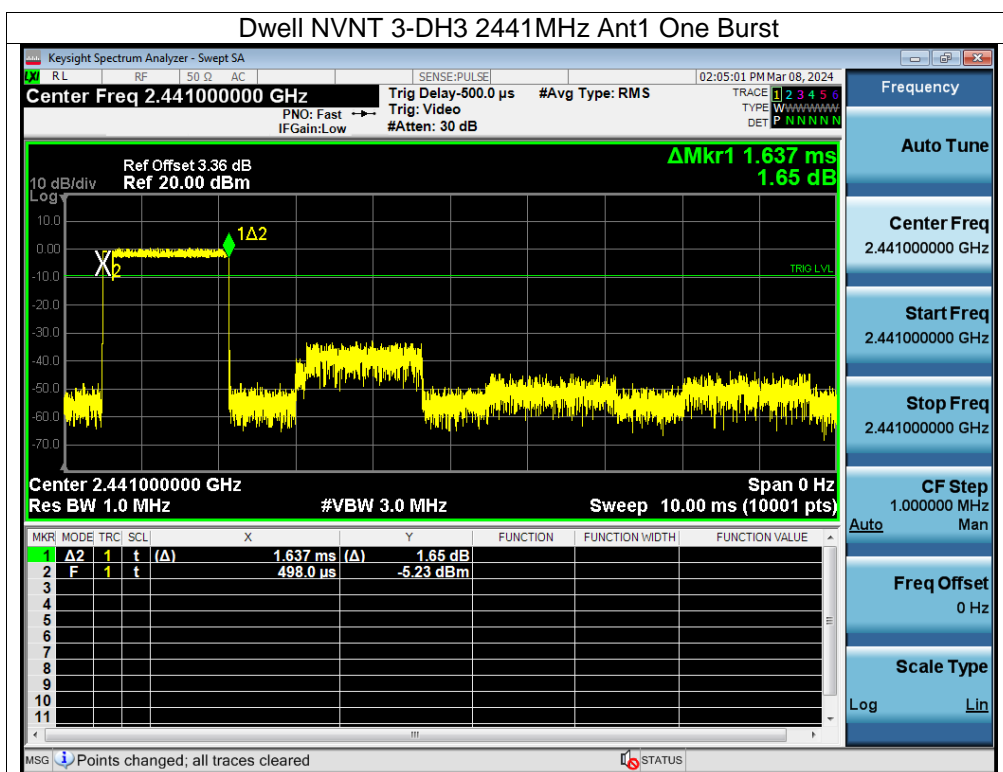 Dwell NVNT 3-DH3 2441MHz Ant1 One Burst
Keysight Spectrum Analyzer - Swept SA
LXI RL RF 50 Ω AC SENSE:PULSE 02:05:01 PM Mar 08, 2024
Center Freq 2.441000000 GHz Trig Delay-500.0 µs #Avg Type: RMS TRACE 1 2 3 4 5 6
PNO: Fast Trig: Video TYPE WWWWWWW
IFGain:Low #Atten: 30 dB DET P N N N N N
ΔMkr1 1.637 ms
1.65 dB
Ref Offset 3.36 dB
10 dB/div Ref 20.00 dBm
Log
10.0
0.00
-10.0
-20.0
-30.0
-40.0
-50.0
-60.0
-70.0
1Δ2
X2
TRIG LVL
Center 2.441000000 GHz Span 0 Hz
Res BW 1.0 MHz #VBW 3.0 MHz Sweep 10.00 ms (10001 pts)
MKR MODE TRC SCL X Y FUNCTION FUNCTION WIDTH FUNCTION VALUE
1 Δ2 1 t (Δ) 1.637 ms (Δ) 1.65 dB
2 F 1 t 498.0 µs -5.23 dBm
3
4
5
6
7
8
9
10
11
MSG Points changed; all traces cleared STATUS
Frequency
Auto Tune
Center Freq
2.441000000 GHz
Start Freq
2.441000000 GHz
Stop Freq
2.441000000 GHz
CF Step
1.000000 MHz
Auto Man
Freq Offset
0 Hz
Scale Type
Log Lin